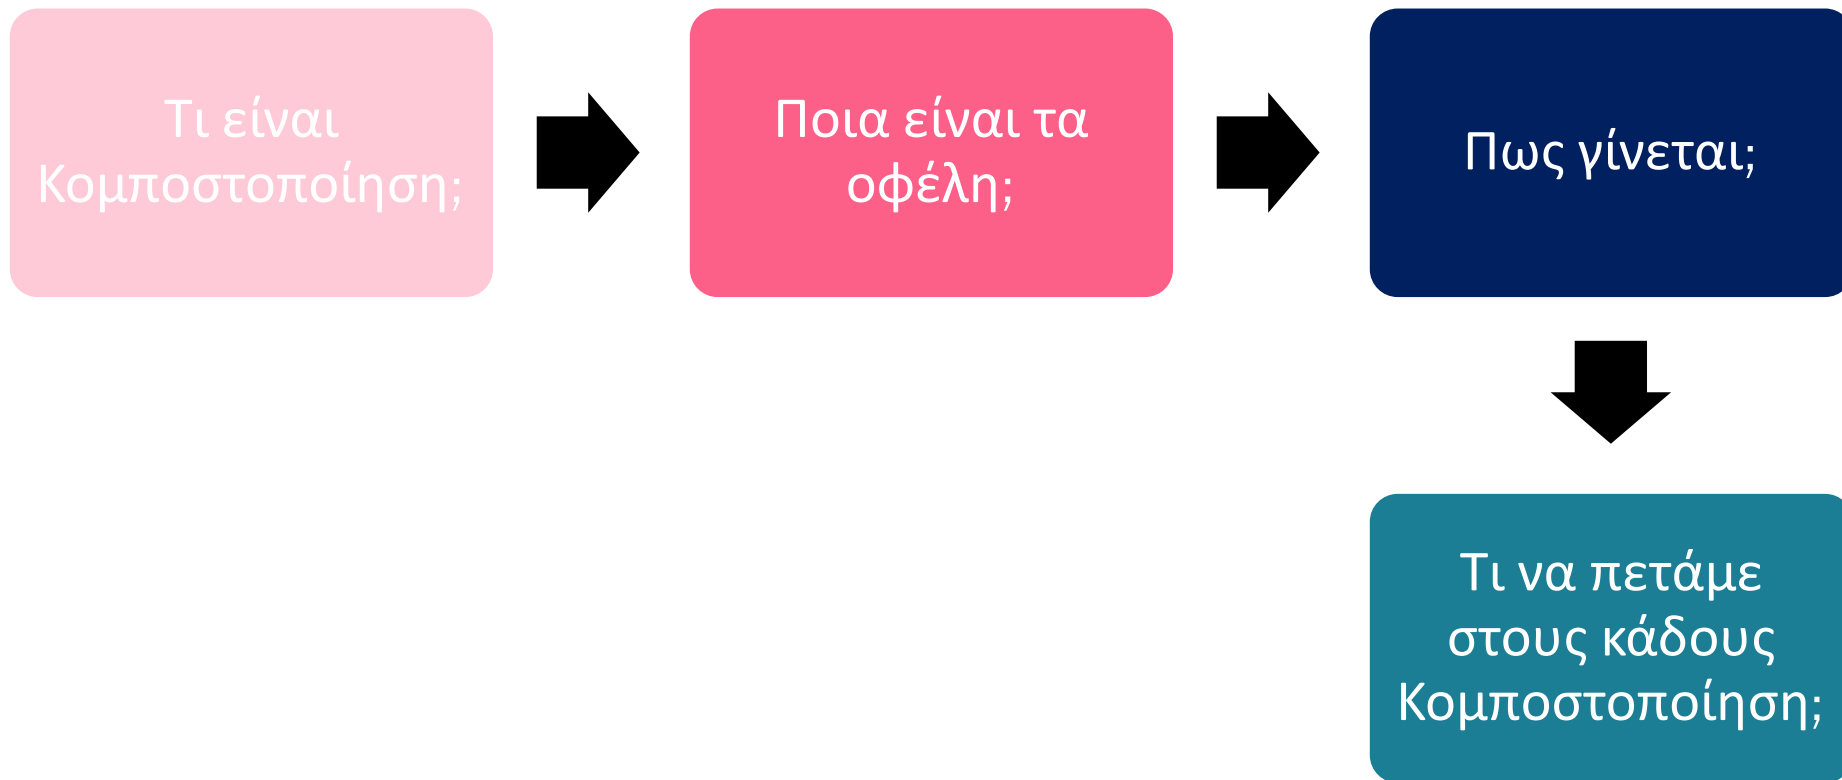 Τι είναι
Κομποστοποίηση;
Ποια είναι τα
οφέλη;
Πως γίνεται;
Τι να πετάμε
στους κάδους
Κομποστοποίηση;